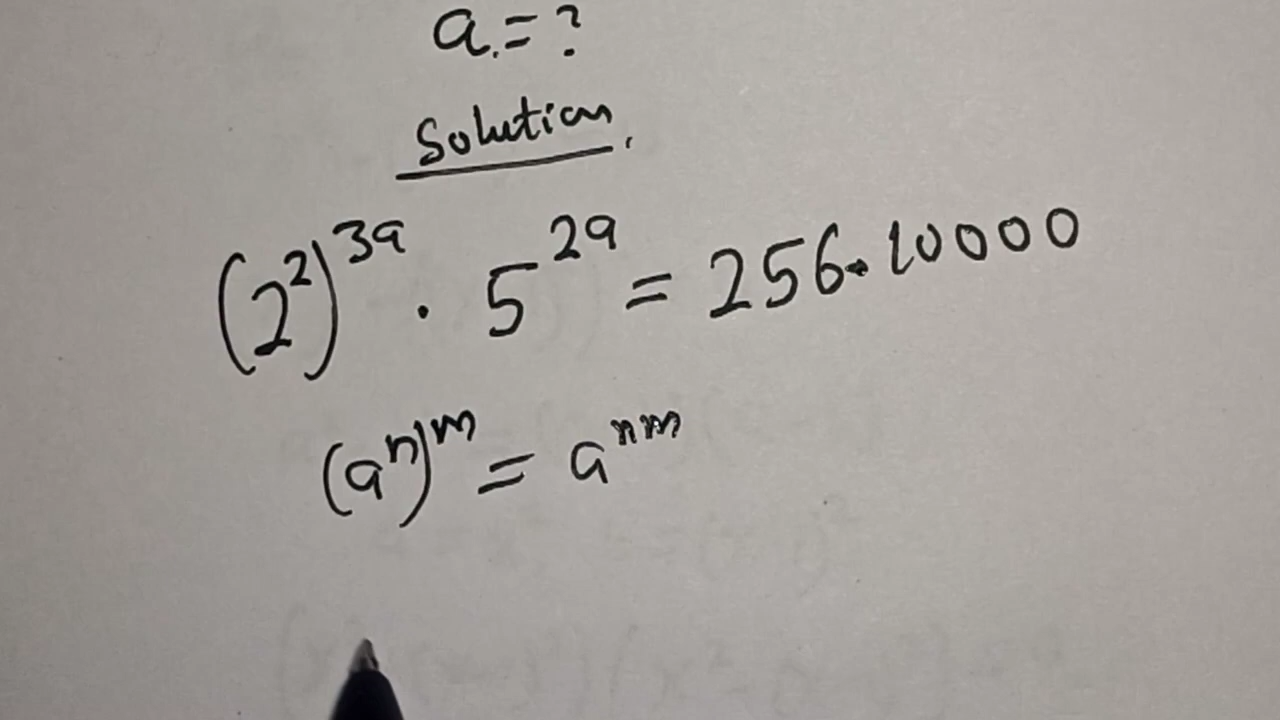 a = ?
Solution
(2²)³ᵃ · 5²ᵃ = 256·10000
(aⁿ)ᵐ = aⁿᵐ